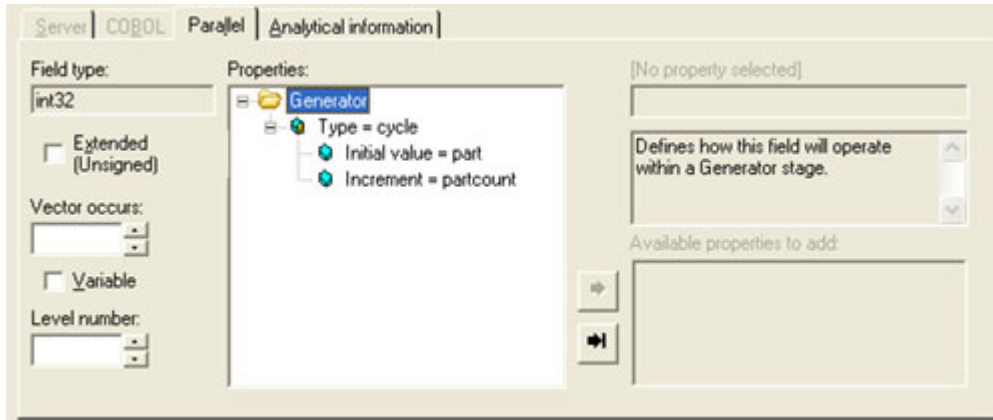 Server COBOL Parallel Analytical information
Field type:
int32
Extended
(Unsigned)
Vector occurs:
Variable
Level number:
Properties:
Generator
Type = cycle
Initial value = part
Increment = partcount
[No property selected]
Defines how this field will operate
within a Generator stage.
Available properties to add: